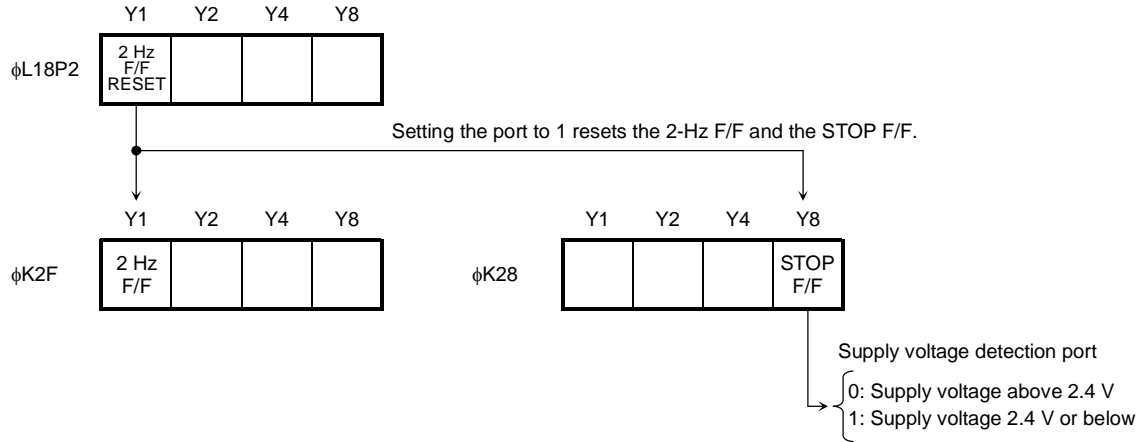 Y1 Y2 Y4 Y8
ϕL18P2
2 Hz
F/F
RESET
Setting the port to 1 resets the 2-Hz F/F and the STOP F/F.
Y1 Y2 Y4 Y8
ϕK2F
2 Hz
F/F
Y1 Y2 Y4 Y8
ϕK28
STOP
F/F
Supply voltage detection port
0: Supply voltage above 2.4 V
1: Supply voltage 2.4 V or below